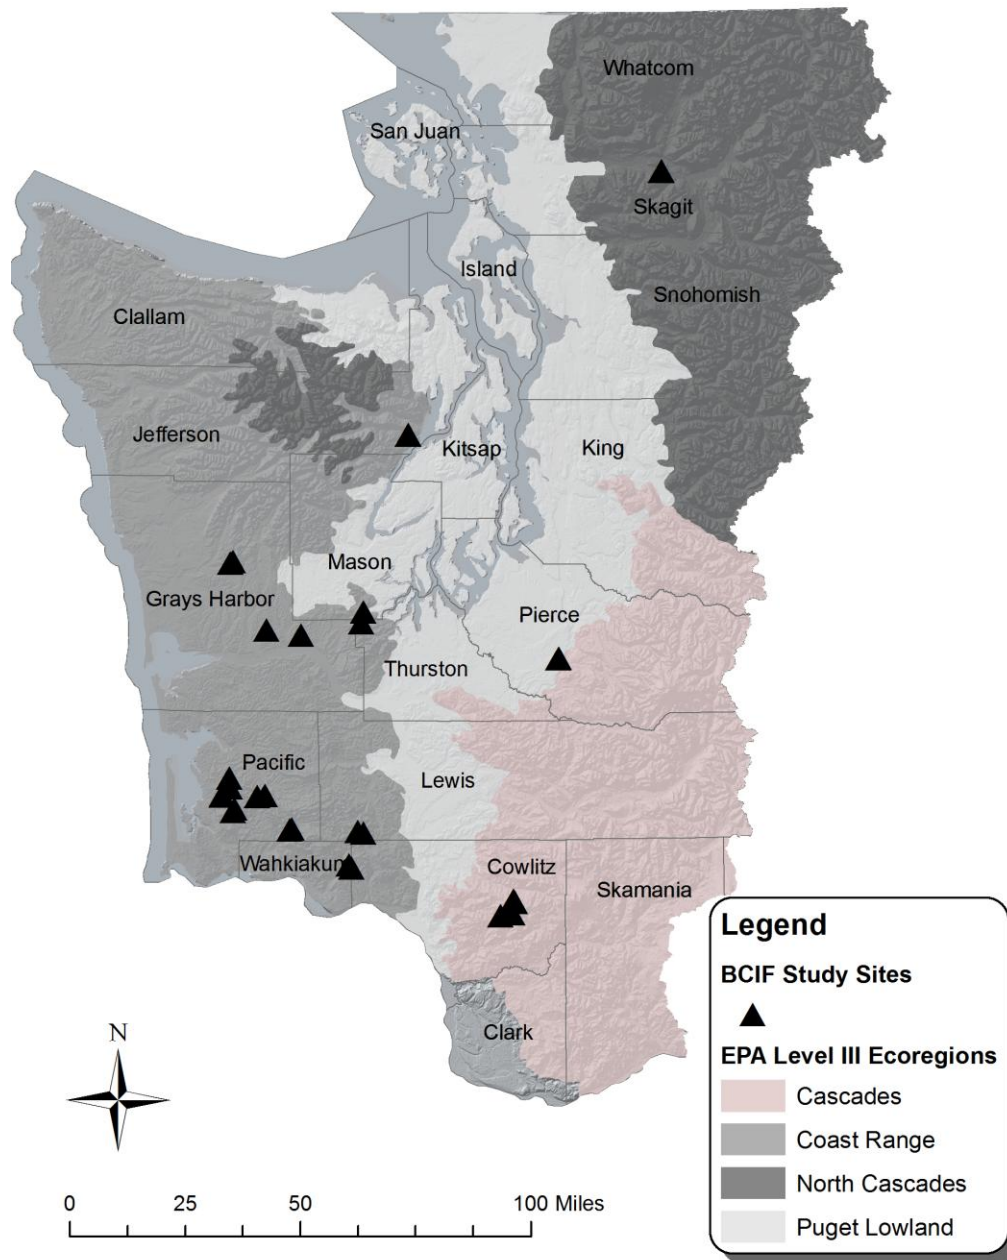 Whatcom
San Juan
Skagit
Island
Snohomish
Clallam
Jefferson
Kitsap
King
Mason
Grays Harbor
Pierce
Thurston
Pacific
Lewis
Wahkiakum
Cowlitz
Skamania
Clark
N
0 25 50 100 Miles
Legend
BCIF Study Sites
EPA Level III Ecoregions
Cascades
Coast Range
North Cascades
Puget Lowland